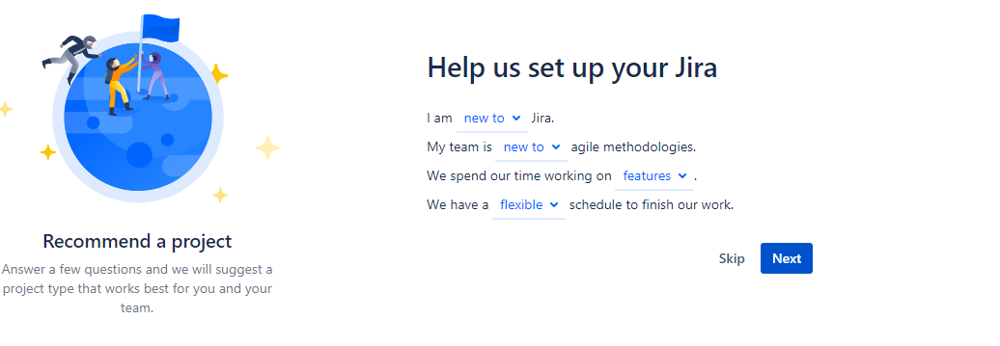 Help us set up your Jira
I am new to Jira.
My team is new to agile methodologies.
We spend our time working on features .
We have a flexible schedule to finish our work.
Skip Next
Recommend a project
Answer a few questions and we will suggest a
project type that works best for you and your
team.